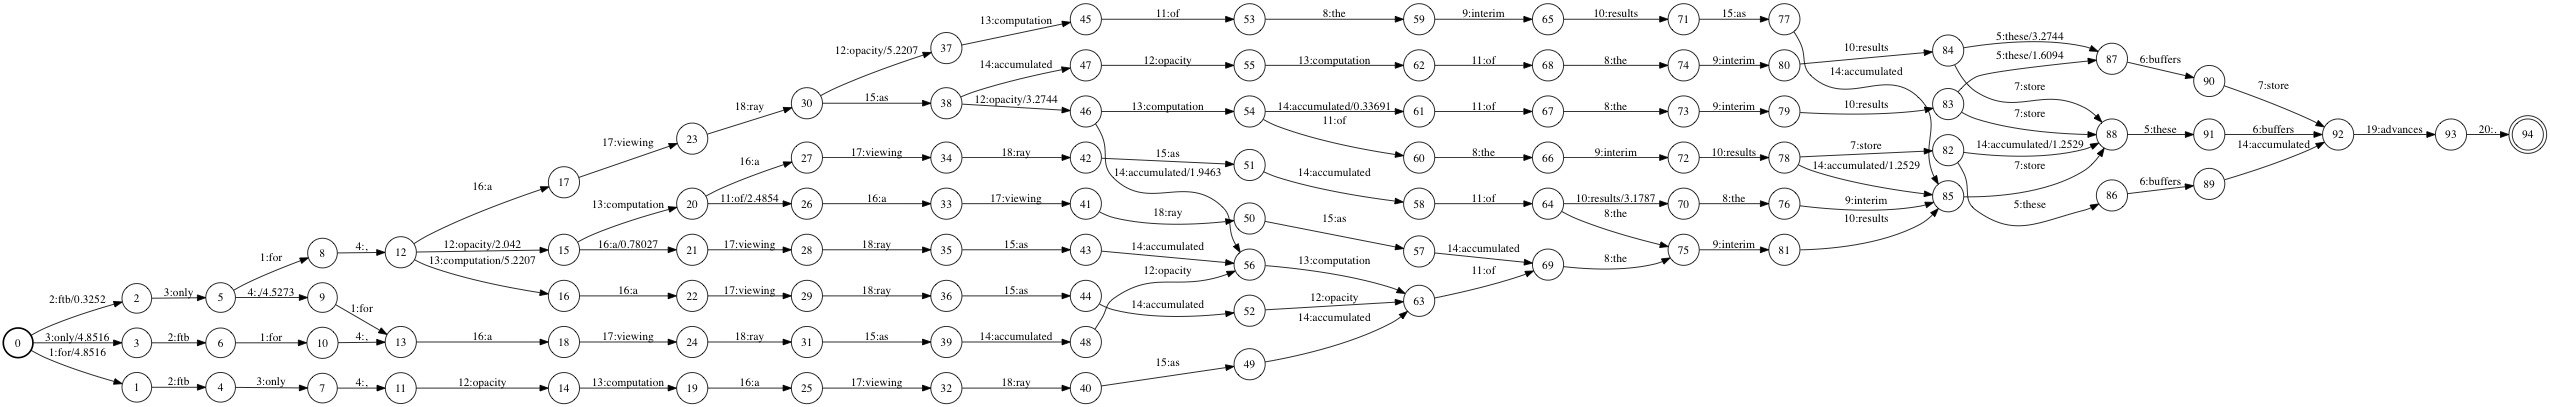 13:computation 45 11:of 53 8:the 59 9:interim 65 10:results 71 15:as 77
12:opacity/5.2207 37 14:accumulated 47 12:opacity 55 13:computation 62 11:of 68 8:the 74 9:interim 80 10:results 84 5:these/3.2744 87 6:buffers 90 7:store
5:these/1.6094
14:accumulated
18:ray 30 15:as 38 12:opacity/3.2744 46 13:computation 54 14:accumulated/0.33691 61 11:of 67 8:the 73 9:interim 79 10:results 83 7:store
11:of
7:store
17:viewing 23 88 5:these 91 6:buffers 92 19:advances 93 20:. 94
16:a 27 17:viewing 34 18:ray 42 15:as 51 60 8:the 66 9:interim 72 10:results 78 7:store 82 14:accumulated/1.2529 14:accumulated
14:accumulated/1.9463 14:accumulated 14:accumulated/1.2529 7:store
16:a 17 13:computation 20 11:of/2.4854 26 16:a 33 17:viewing 41 18:ray 50 58 11:of 64 10:results/3.1787 70 8:the 76 9:interim 85 5:these 86 6:buffers 89
8:the 10:results
15:as
1:for 8 4:, 12 12:opacity/2.042 15 16:a/0.78027 21 17:viewing 28 18:ray 35 15:as 43 14:accumulated 56 57 14:accumulated 69 8:the 75 9:interim 81
13:computation/5.2207 12:opacity 13:computation 11:of
2:ftb/0.3252 2 3:only 5 4:,/4.5273 9 16 16:a 22 17:viewing 29 18:ray 36 15:as 44 14:accumulated 52 12:opacity 63
1:for 14:accumulated
0 3:only/4.8516 3 2:ftb 6 1:for 10 4:, 13 16:a 18 17:viewing 24 18:ray 31 15:as 39 14:accumulated 48
1:for/4.8516
15:as 49
1 2:ftb 4 3:only 7 4:, 11 12:opacity 14 13:computation 19 16:a 25 17:viewing 32 18:ray 40